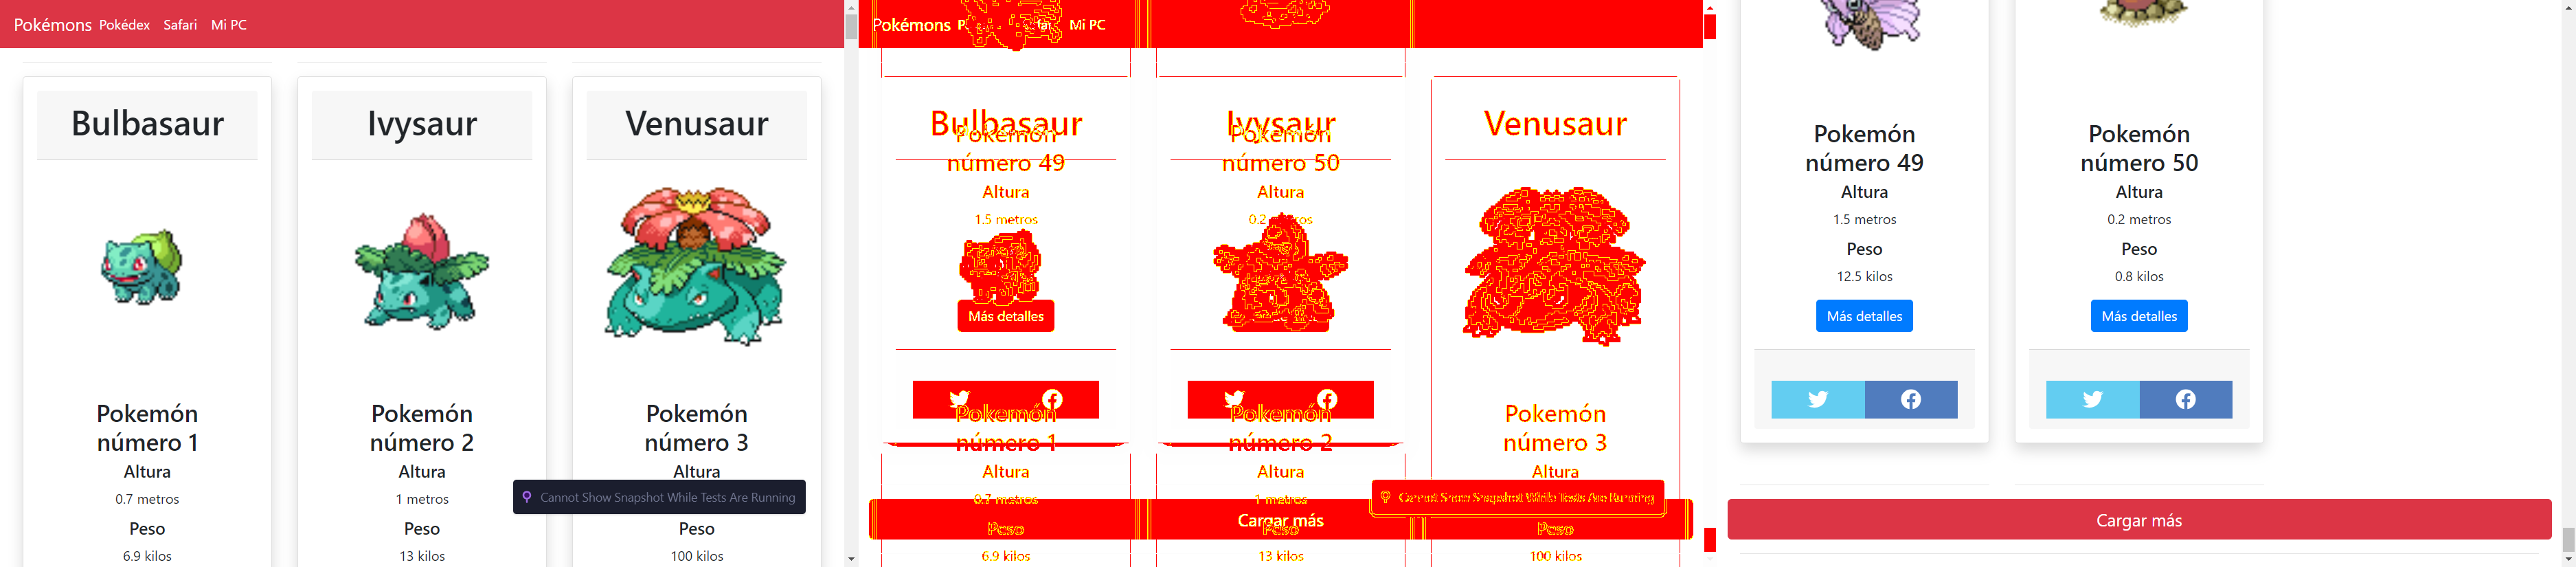 Pokémons Pokédex Safari Mi PC
Bulbasaur
Ivysaur
Venusaur
Pokemón
número 1
Altura
0.7 metros
Peso
6.9 kilos
Pokemón
número 2
Altura
1 metros
Peso
13 kilos
Pokemón
número 3
Altura
Cannot Show Snapshot While Tests Are Running
Peso
100 kilos
Pokémons Mi PC
Bulbasaur
Pokemón
número 49
Altura
1.5 metros
Más detalles
Pokemón
número 1
Altura
0.7 metros
Peso
6.9 kilos
Ivysaur
Pokemón
número 50
Altura
0.2 metros
Pokemón
número 2
Altura
1 metros
Cargar más
Peso
13 kilos
Venusaur
Pokemón
número 3
Altura
Cannot Show Snapshot While Tests Are Running
Peso
100 kilos
Pokemón
número 49
Altura
1.5 metros
Peso
12.5 kilos
Más detalles
Pokemón
número 50
Altura
0.2 metros
Peso
0.8 kilos
Más detalles
Cargar más